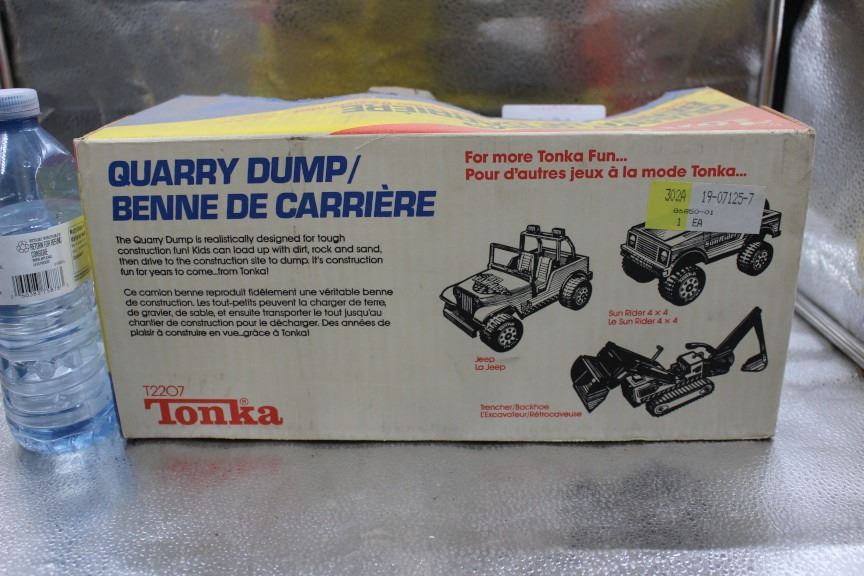 QUARRY DUMP/
BENNE DE CARRIÈRE
The Quarry Dump is realistically designed for tough
construction fun! Kids can load up with dirt, rock and sand,
then drive to the construction site to dump. It's construction
fun for years to come...from Tonka!
Ce camion benne reproduit fidèlement une véritable benne
de construction. Les tout-petits peuvent la charger de terre,
de gravier, de sable, et ensuite transporter le tout jusqu'au
chantier de construction pour le décharger. Des années de
plaisir à construire en vue...grâce à Tonka!
T2207
Tonka®
For more Tonka Fun...
Pour d'autres jeux à la mode Tonka...
302A 19-07125-7
86850-01
1 EA
Jeep
La Jeep
Sun Rider 4 x 4
Le Sun Rider 4 x 4
Trencher/Backhoe
L'Excavateur/Rétrocaveuse
RETURN FOR REFUND
CONSIGNÉE